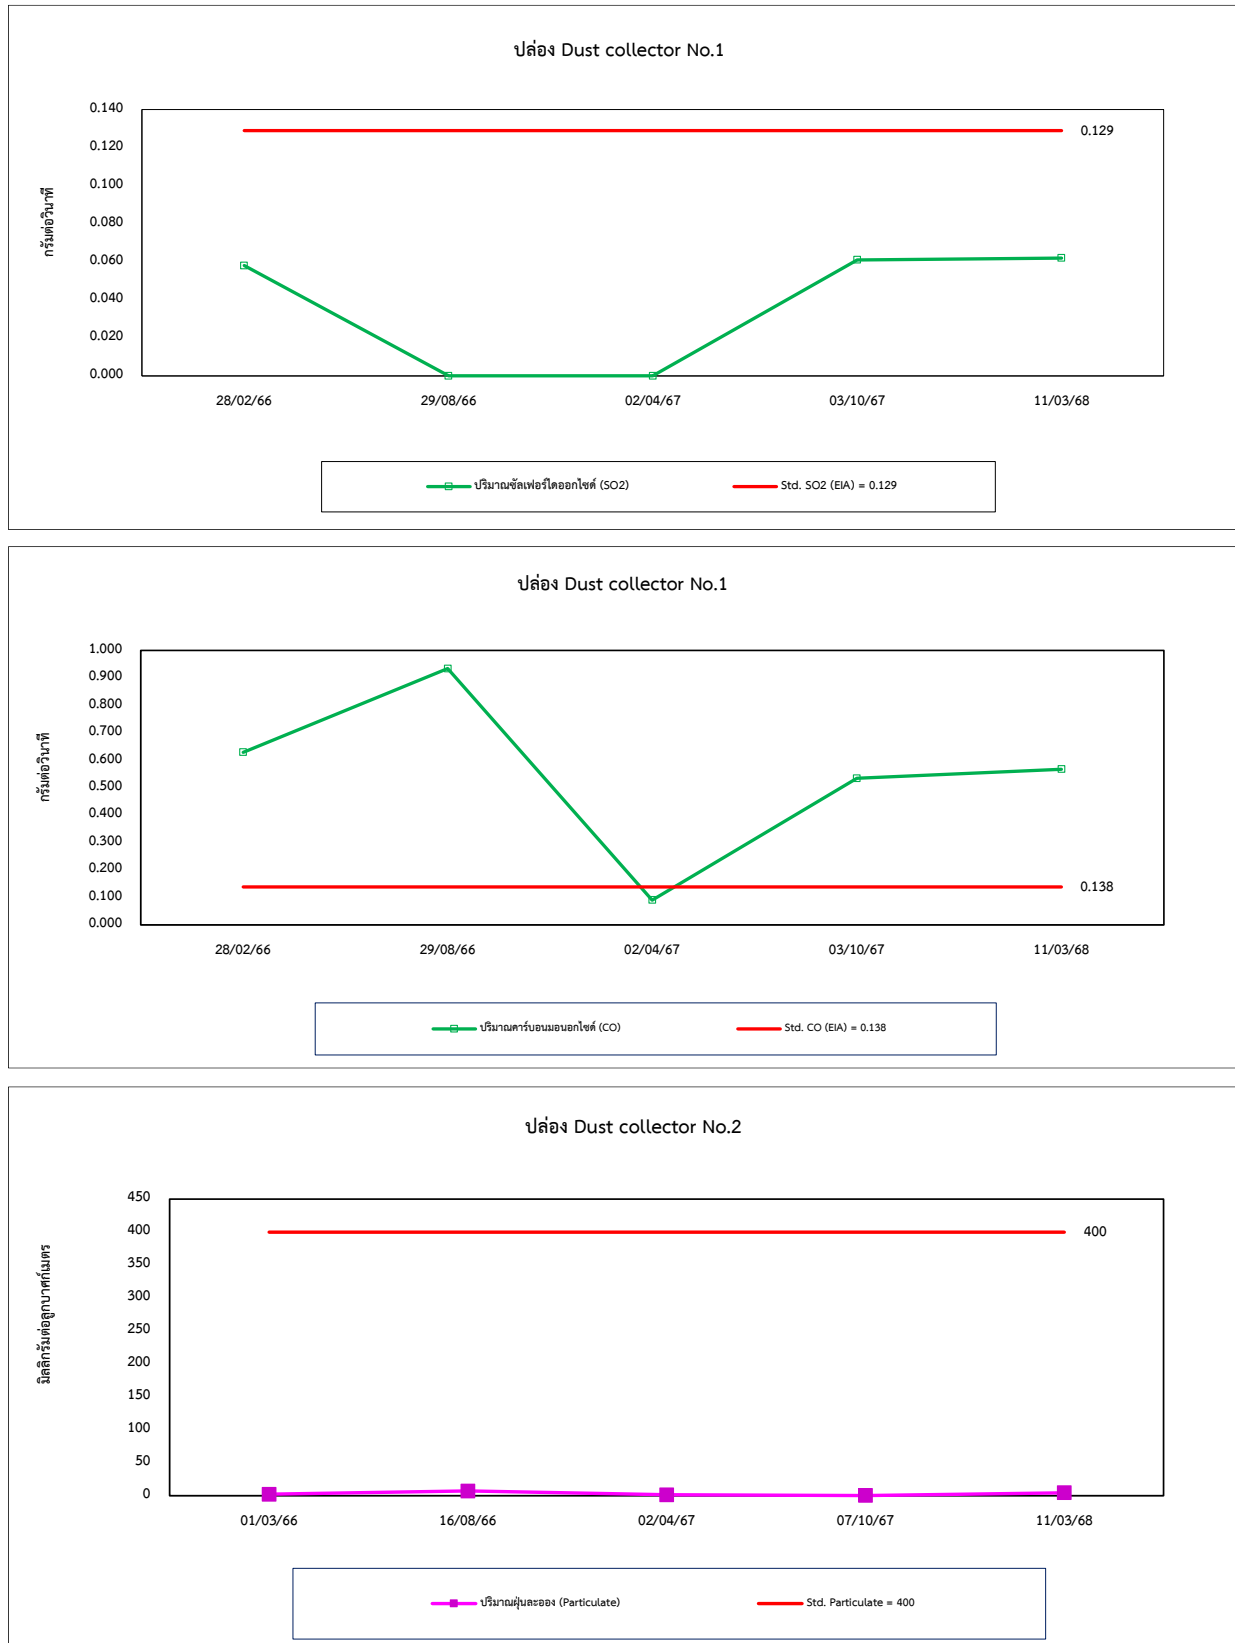 ปล่อง Dust collector No.1
0.140
0.120
0.100
0.080
0.060
0.040
0.020
0.000
กรัมต่อวินาที
0.129
28/02/66 29/08/66 02/04/67 03/10/67 11/03/68
ปริมาณซัลเฟอร์ไดออกไซด์ (SO2) Std. SO2 (EIA) = 0.129
ปล่อง Dust collector No.1
1.000
0.900
0.800
0.700
0.600
0.500
0.400
0.300
0.200
0.100
0.000
กรัมต่อวินาที
0.138
28/02/66 29/08/66 02/04/67 03/10/67 11/03/68
ปริมาณคาร์บอนมอนอกไซด์ (CO) Std. CO (EIA) = 0.138
ปล่อง Dust collector No.2
450
400
350
300
250
200
150
100
50
0
มิลลิกรัมต่อลูกบาศก์เมตร
400
01/03/66 16/08/66 02/04/67 07/10/67 11/03/68
ปริมาณฝุ่นละออง (Particulate) Std. Particulate = 400